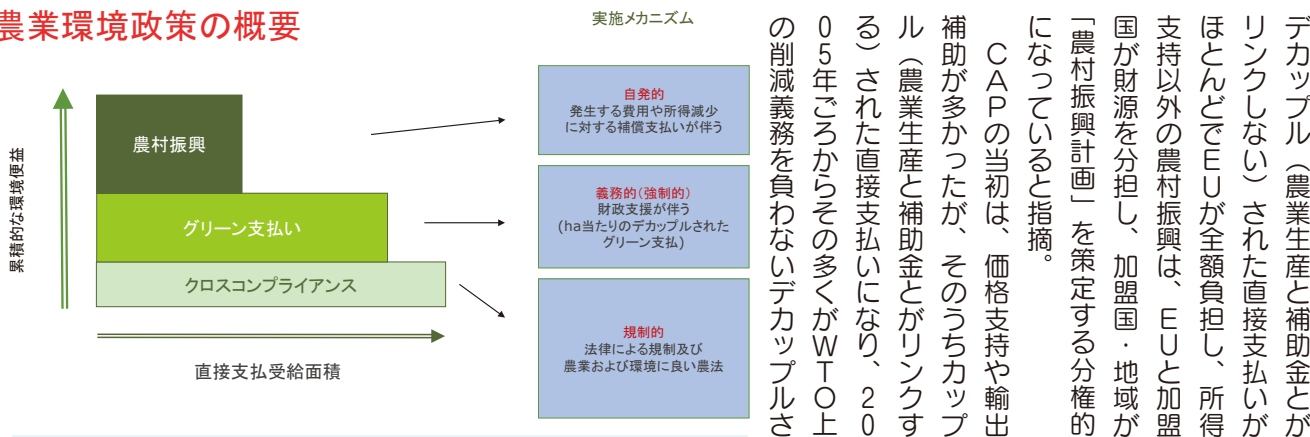 農業環境政策の概要
実施メカニズム
累積的な環境便益
農村振興
グリーン支払い
クロスコンプライアンス
直接支払受給面積
自発的
発生する費用や所得減少
に対する補償支払いが伴う
義務的(強制的)
財政支援が伴う
(ha当たりのデカップルされた
グリーン支払)
規制的
法律による規制及び
農業および環境に良い農法
デカップル（農業生産と補助金とが
リンクしない）された直接支払いが
ほとんどでＥＵが全額負担し、所得
支持以外の農村振興は、ＥＵと加盟
国が財源を分担し、加盟国・地域が
「農村振興計画」を策定する分権的
になっていると指摘。
　ＣＡＰの当初は、価格支持や輸出
補助が多かったが、そのうちカップ
ル（農業生産と補助金とがリンクす
る）された直接支払いになり、２０
０５年ごろからその多くがＷＴＯ上
の削減義務を負わないデカップルさ